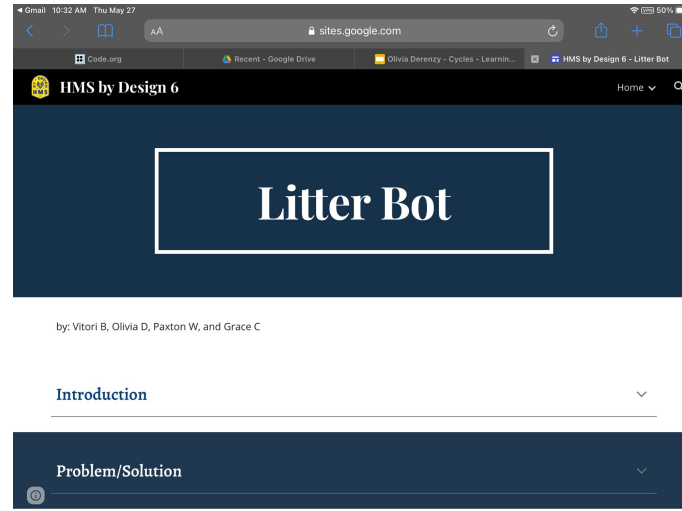 ◄ Gmail 10:32 AM Thu May 27 VPN 50%
AA sites.google.com
Code.org Recent - Google Drive Olivia Derenzy - Cycles - Learnin... HMS by Design 6 - Litter Bot
HMS HMS by Design 6 Home
Litter Bot
by: Vitori B, Olivia D, Paxton W, and Grace C
Introduction
Problem/Solution